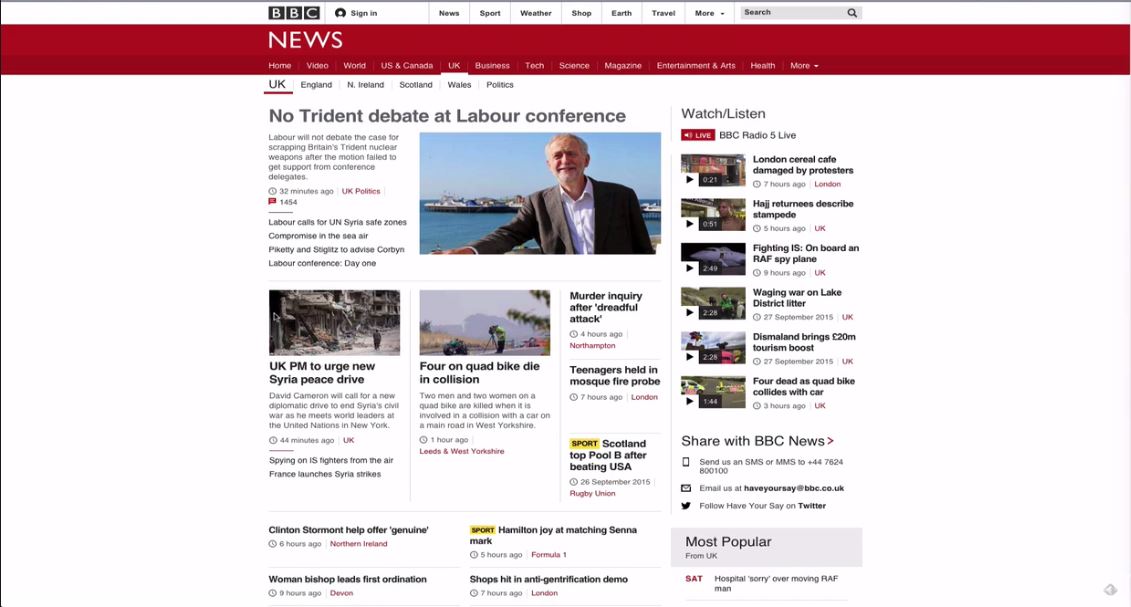 BBC
Sign in
News
Sport
Weather
Shop
Earth
Travel
More
Search
NEWS
Home
Video
World
US & Canada
UK
Business
Tech
Science
Magazine
Entertainment & Arts
Health
More
UK
England
N. Ireland
Scotland
Wales
Politics
No Trident debate at Labour conference
Labour will not debate the case for
scrapping Britain's Trident nuclear
weapons after the motion failed to
get support from conference
delegates.
32 minutes ago
UK Politics
1454
Labour calls for UN Syria safe zones
Compromise in the sea air
Piketty and Stiglitz to advise Corbyn
Labour conference: Day one
UK PM to urge new
Syria peace drive
David Cameron will call for a new
diplomatic drive to end Syria's civil
war as he meets world leaders at
the United Nations in New York.
44 minutes ago
UK
Spying on IS fighters from the air
France launches Syria strikes
Four on quad bike die
in collision
Two men and two women on a
quad bike are killed when it is
involved in a collision with a car on
a main road in West Yorkshire.
1 hour ago
Leeds & West Yorkshire
Murder inquiry
after 'dreadful
attack'
4 hours ago
Northampton
Teenagers held in
mosque fire probe
7 hours ago
London
SPORT Scotland
top Pool B after
beating USA
26 September 2015
Rugby Union
Clinton Stormont help offer 'genuine'
6 hours ago
Northern Ireland
SPORT Hamilton joy at matching Senna
mark
5 hours ago
Formula 1
Woman bishop leads first ordination
9 hours ago
Devon
Shops hit in anti-gentrification demo
7 hours ago
London
Watch/Listen
LIVE BBC Radio 5 Live
0:21
London cereal cafe
damaged by protesters
7 hours ago
London
0:51
Hajj returnees describe
stampede
5 hours ago
UK
2:49
Fighting IS: On board an
RAF spy plane
9 hours ago
UK
2:28
Waging war on Lake
District litter
27 September 2015
UK
2:28
Dismaland brings £20m
tourism boost
27 September 2015
UK
1:44
Four dead as quad bike
collides with car
3 hours ago
UK
Share with BBC News
Send us an SMS or MMS to +44 7624
800100
Email us at haveyoursay@bbc.co.uk
Follow Have Your Say on Twitter
Most Popular
From UK
SAT
Hospital 'sorry' over moving RAF
man